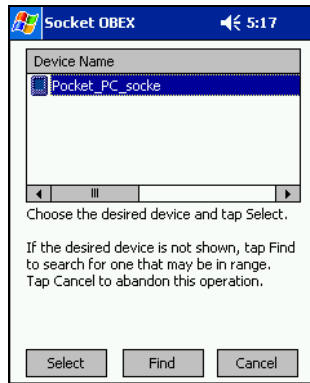 Socket OBEX 5:17
Device Name
Pocket_PC_socke
Choose the desired device and tap Select.
If the desired device is not shown, tap Find
to search for one that may be in range.
Tap Cancel to abandon this operation.
Select Find Cancel